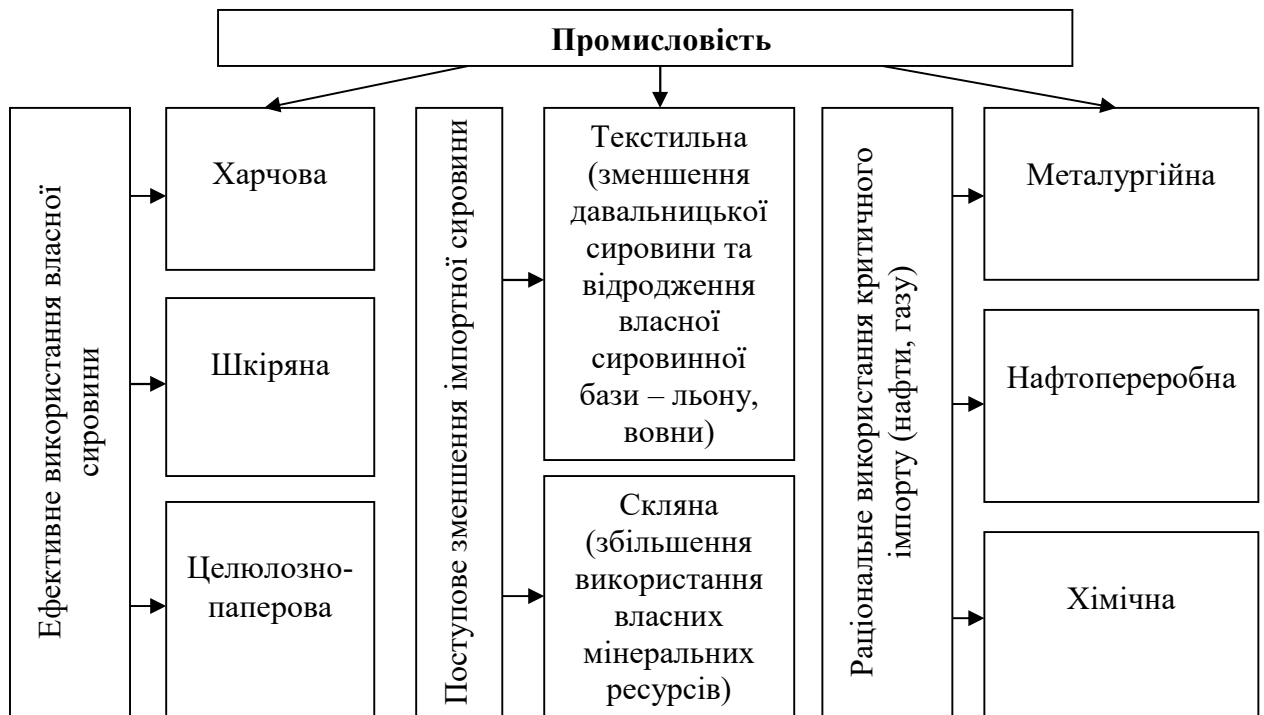 Промисловість
Ефективне використання власної
сировини
Харчова
Шкіряна
Целюлозно-
паперова
Поступове зменшення імпортної сировини
Текстильна
(зменшення
давальницької
сировини та
відродження
власної
сировинної
бази – льону,
вовни)
Скляна
(збільшення
використання
власних
мінеральних
ресурсів)
Раціональне використання критичного
імпорту (нафти, газу)
Металургійна
Нафтопереробна
Хімічна